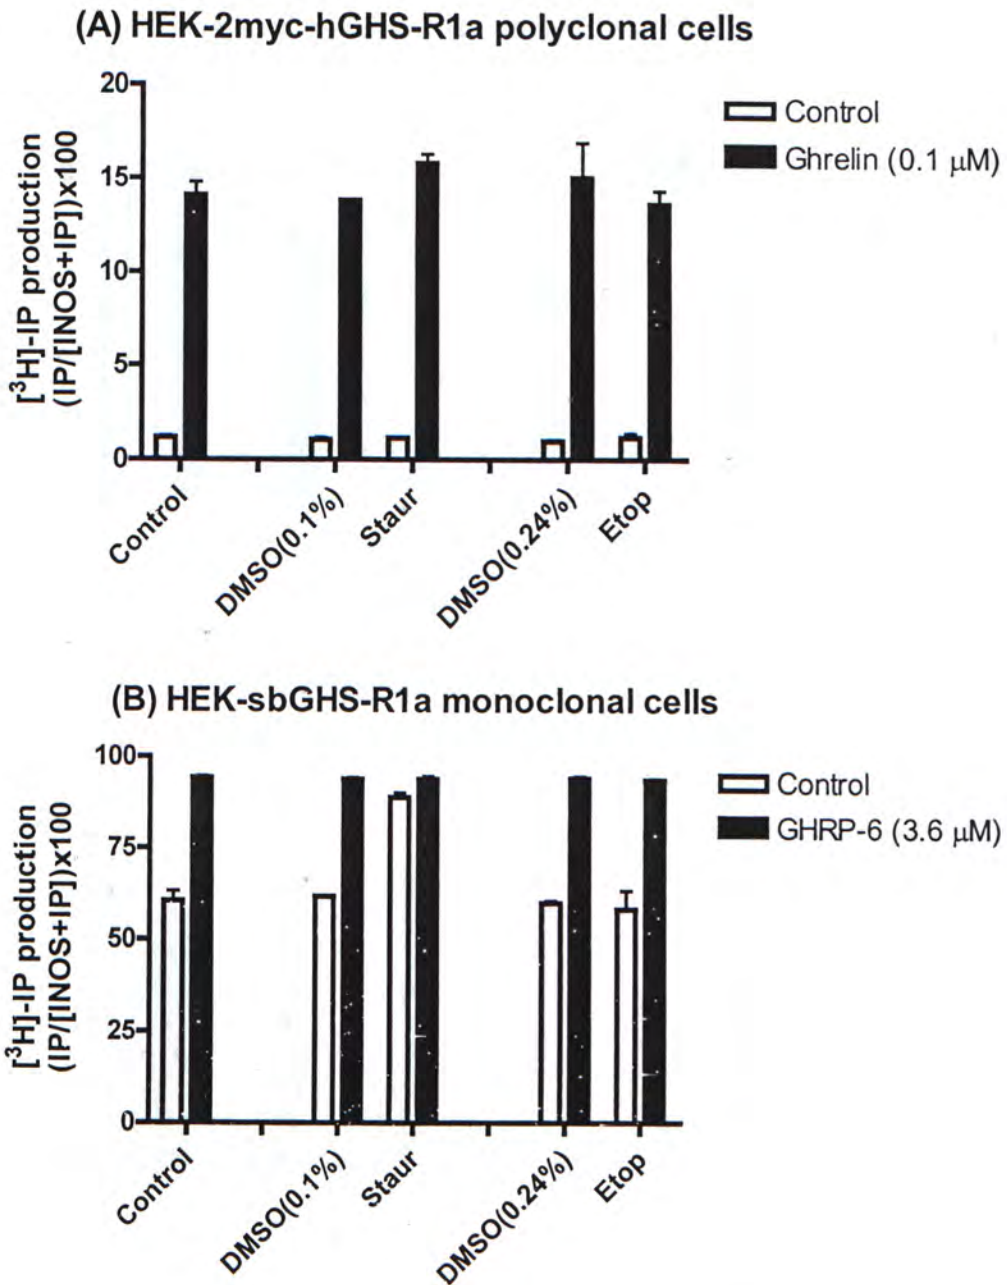 (A) HEK-2myc-hGHS-R1a polyclonal cells
20
15
10
5
0
[³H]-IP production
(IP/[INOS+IP])x100
Control
Ghrelin (0.1 µM)
Control
DMSO(0.1%)
Staur
DMSO(0.24%)
Etop
(B) HEK-sbGHS-R1a monoclonal cells
100
75
50
25
0
[³H]-IP production
(IP/[INOS+IP])x100
Control
GHRP-6 (3.6 µM)
Control
DMSO(0.1%)
Staur
DMSO(0.24%)
Etop